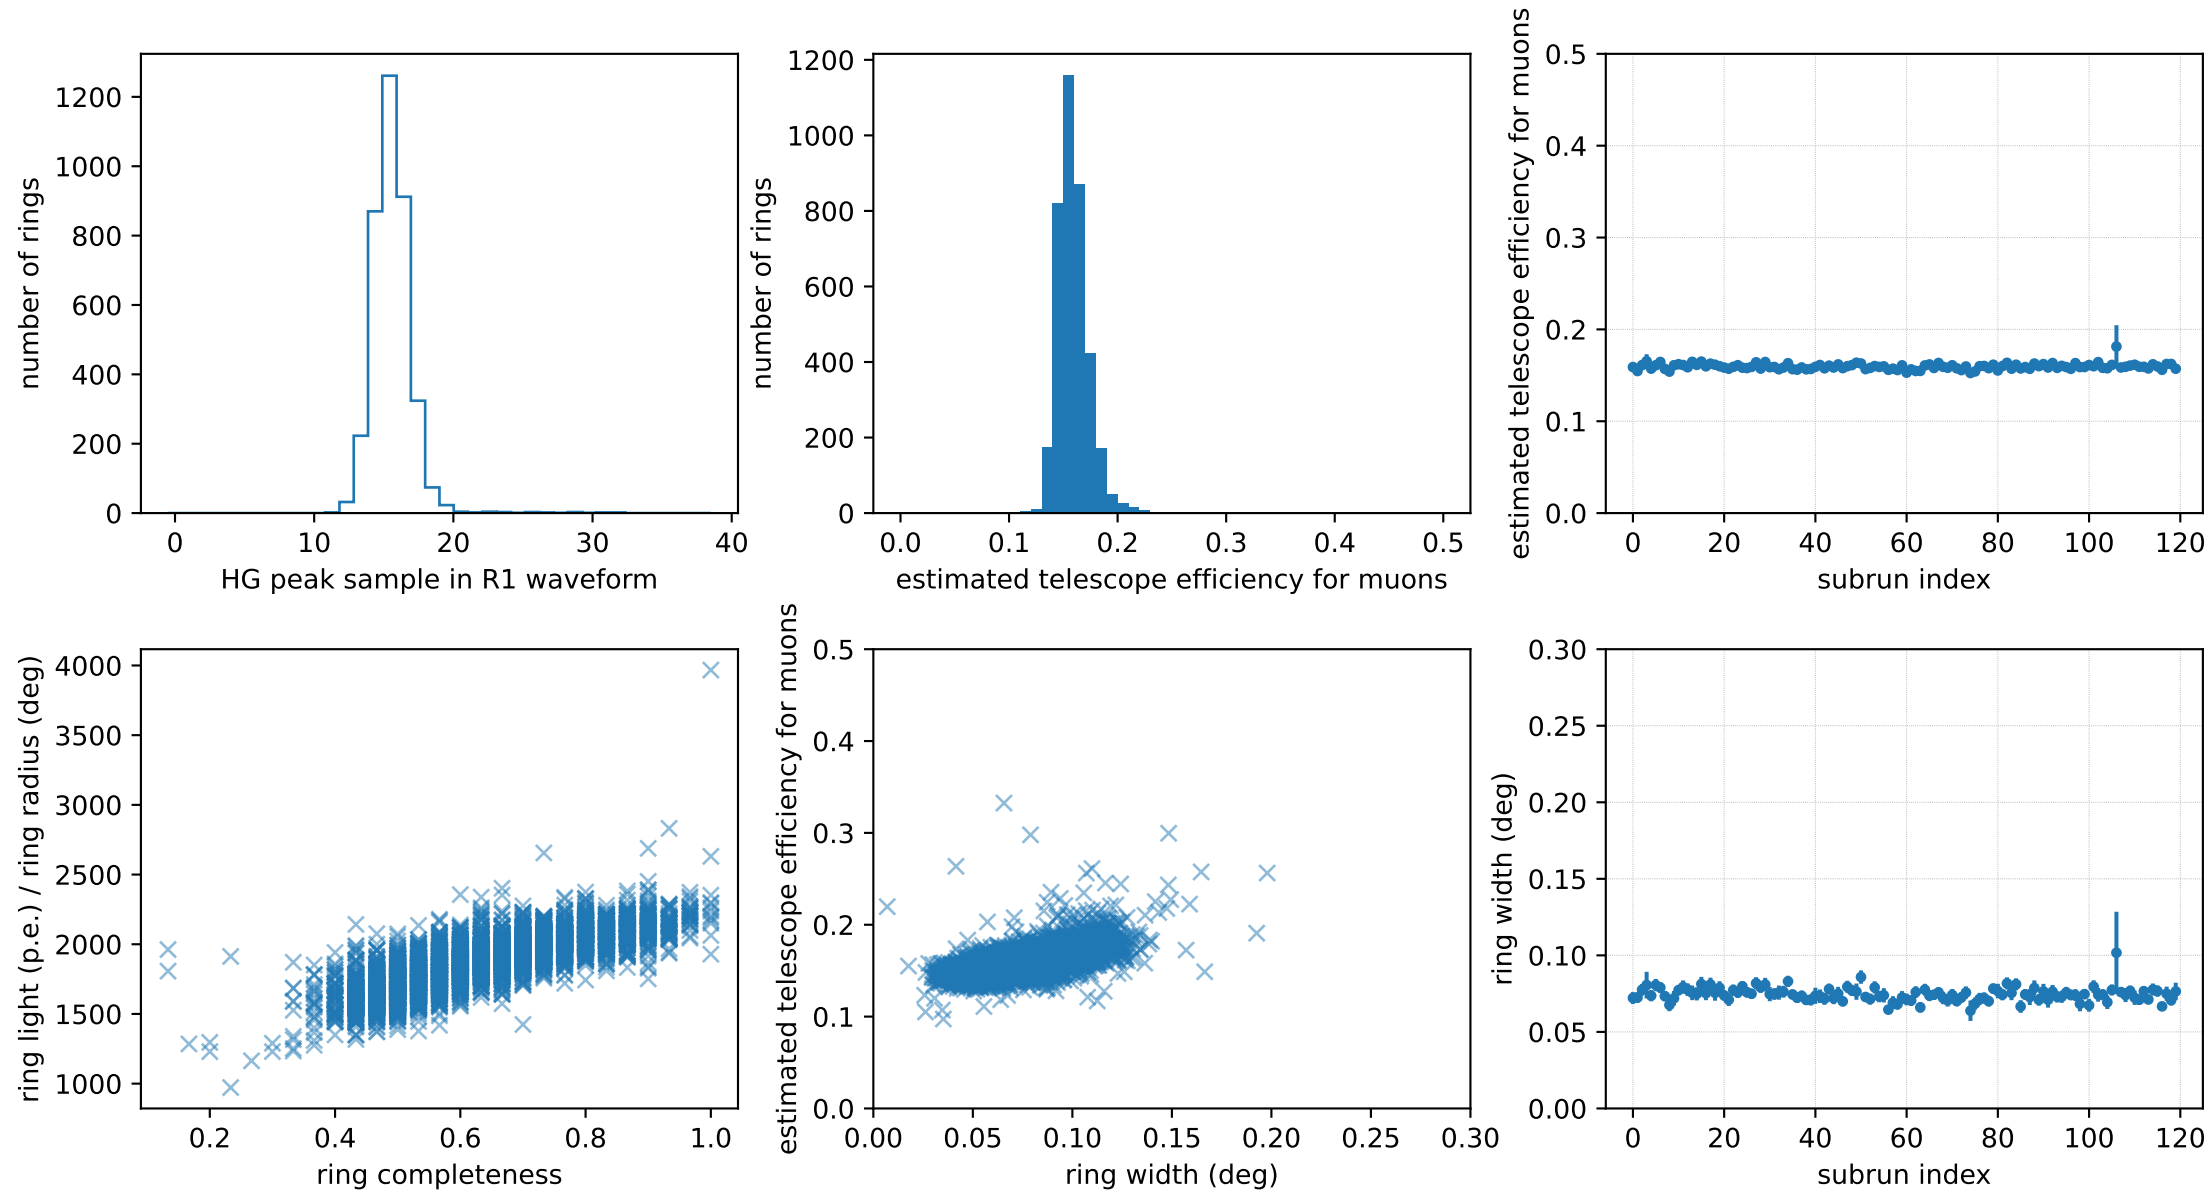 number of rings
1200
1000
800
600
400
200
0
0 10 20 30 40
HG peak sample in R1 waveform
number of rings
1200
1000
800
600
400
200
0
0.0 0.1 0.2 0.3 0.4 0.5
estimated telescope efficiency for muons
estimated telescope efficiency for muons
0.5
0.4
0.3
0.2
0.1
0.0
0 20 40 60 80 100 120
subrun index
ring light (p.e.) / ring radius (deg)
4000
3500
3000
2500
2000
1500
1000
0.2 0.4 0.6 0.8 1.0
ring completeness
estimated telescope efficiency for muons
0.5
0.4
0.3
0.2
0.1
0.0
0.00 0.05 0.10 0.15 0.20 0.25 0.30
ring width (deg)
ring width (deg)
0.30
0.25
0.20
0.15
0.10
0.05
0.00
0 20 40 60 80 100 120
subrun index